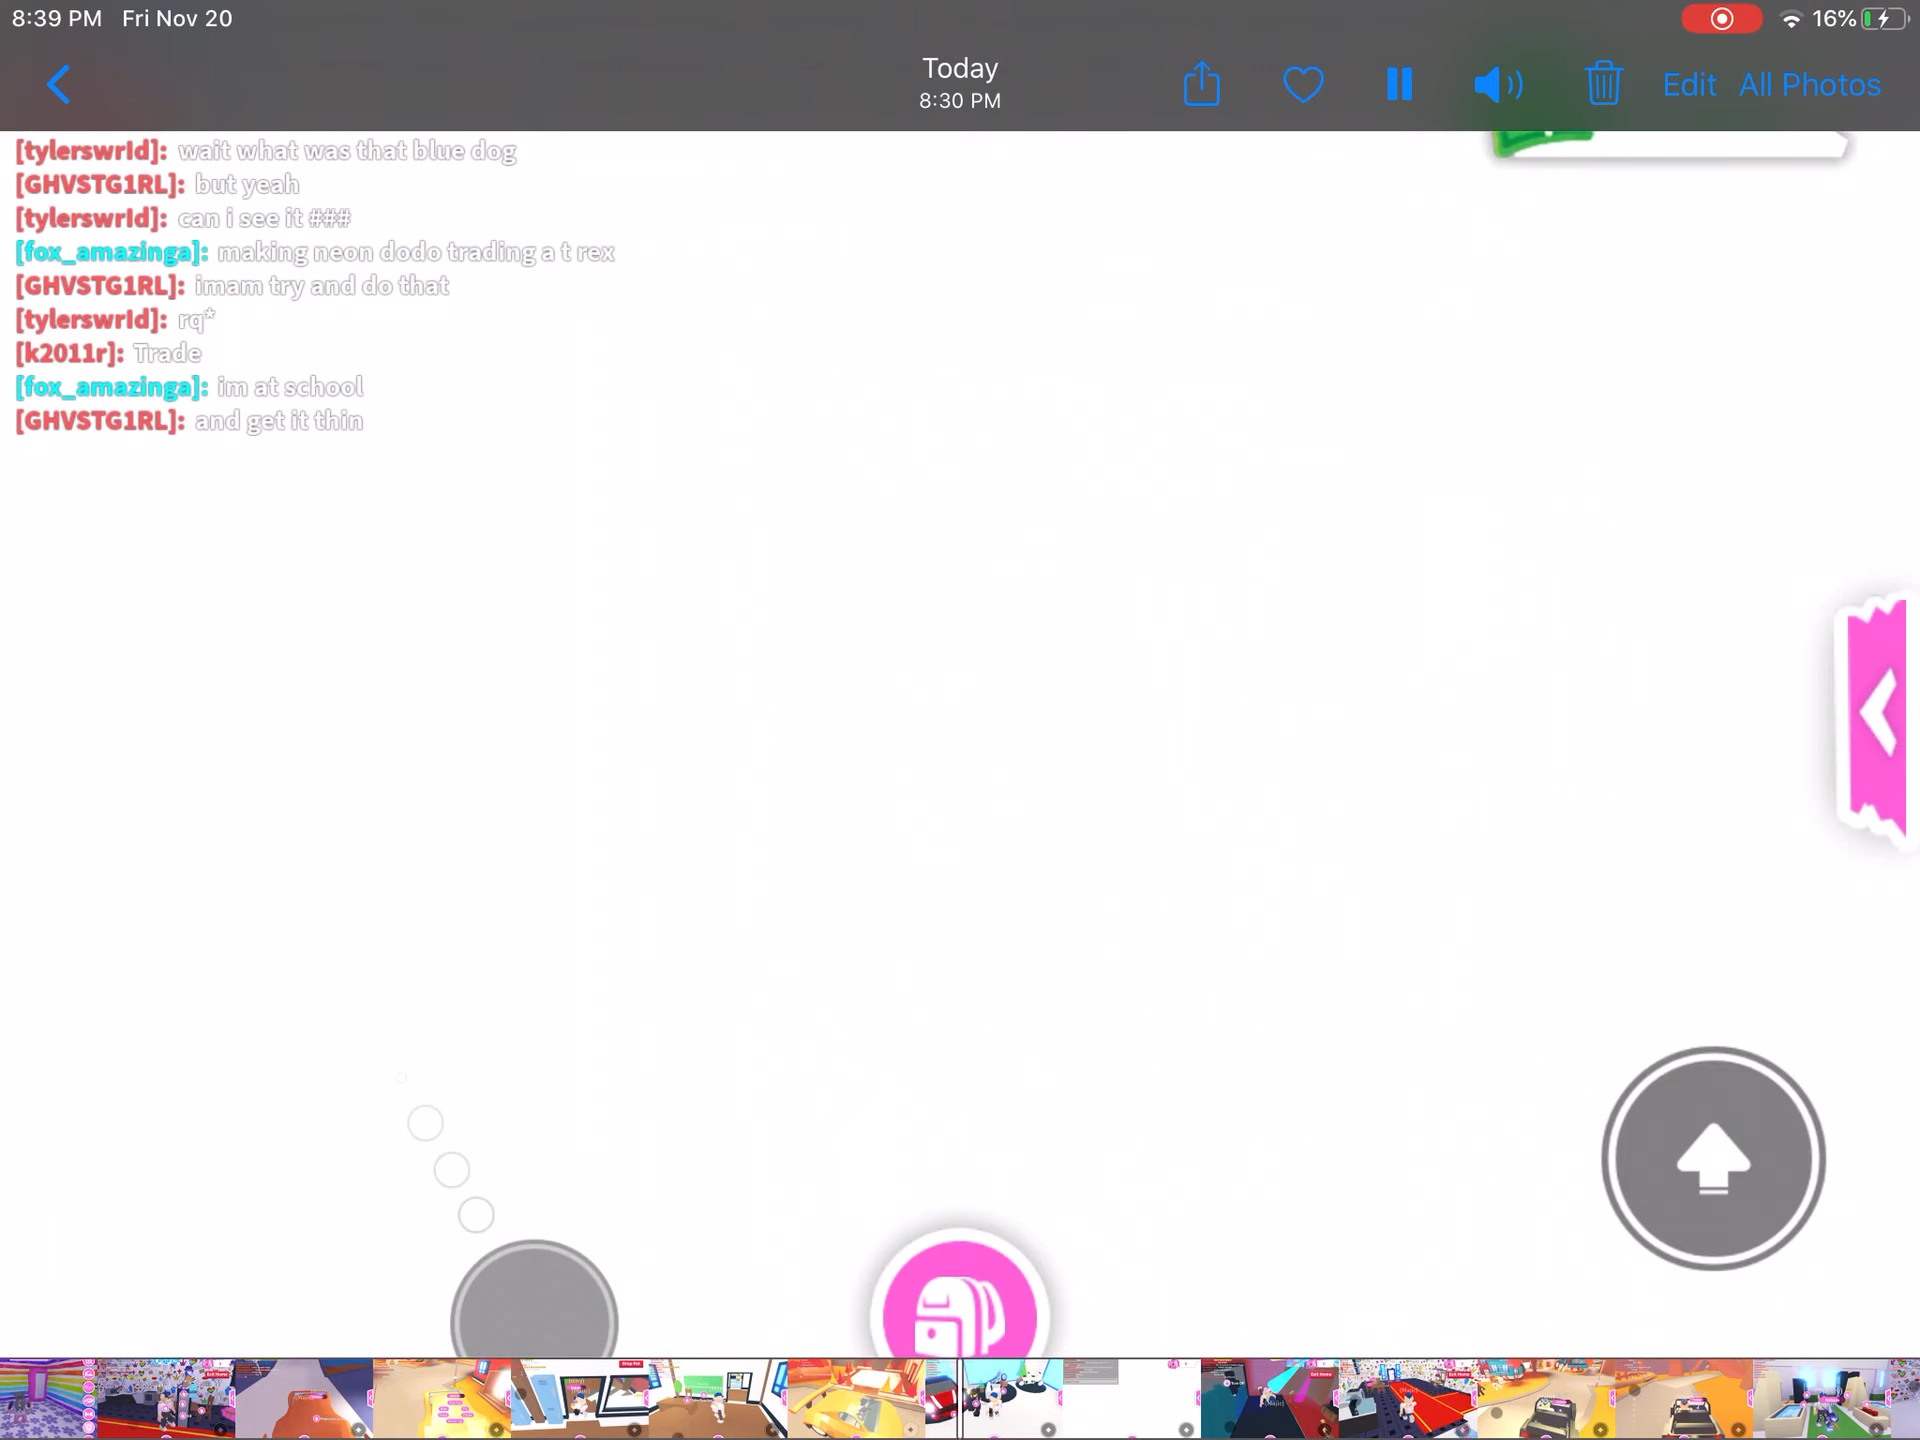 8:39 PM Fri Nov 20 16%
Today
8:30 PM
Edit All Photos
[tylerswrld]: wait what was that blue dog
[GHVSTG1RL]: but yeah
[tylerswrld]: can i see it ###
[fox_amazinga]: making neon dodo trading a t rex
[GHVSTG1RL]: imam try and do that
[tylerswrld]: rq*
[k2011r]: Trade
[fox_amazinga]: im at school
[GHVSTG1RL]: and get it thin